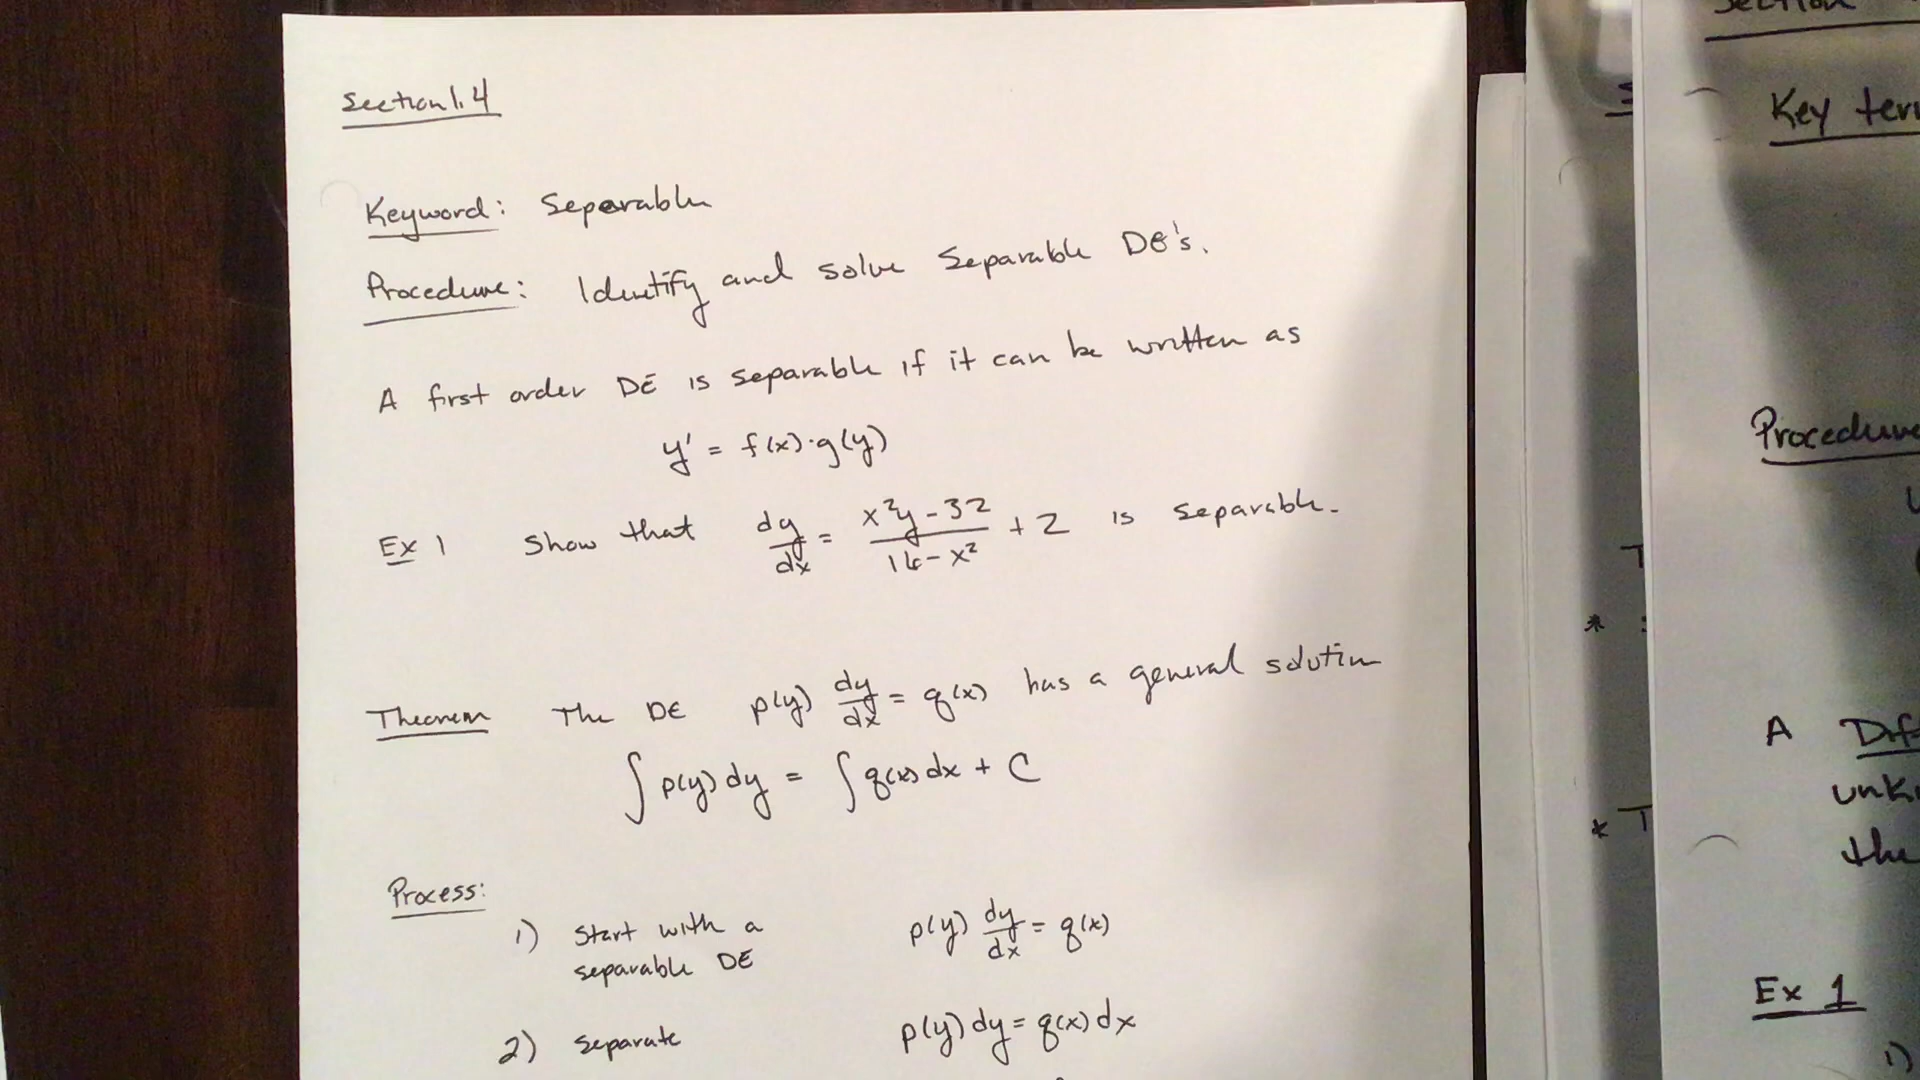 Section 1.4
Keyword: Separable
Procedure: Identify and solve Separable DE's.
A first order DE is separable if it can be written as
y' = f(x)·g(y)
Ex 1 Show that dy/dx = (x²y - 32)/(16 - x²) + 2 is separable.
Theorem The DE p(y) dy/dx = q(x) has a general solution
∫ p(y) dy = ∫ q(x) dx + C
Process:
1) Start with a separable DE p(y) dy/dx = q(x)
2) Separate p(y) dy = q(x) dx
Section
Key
Procedure
A
the
Ex 1
1)